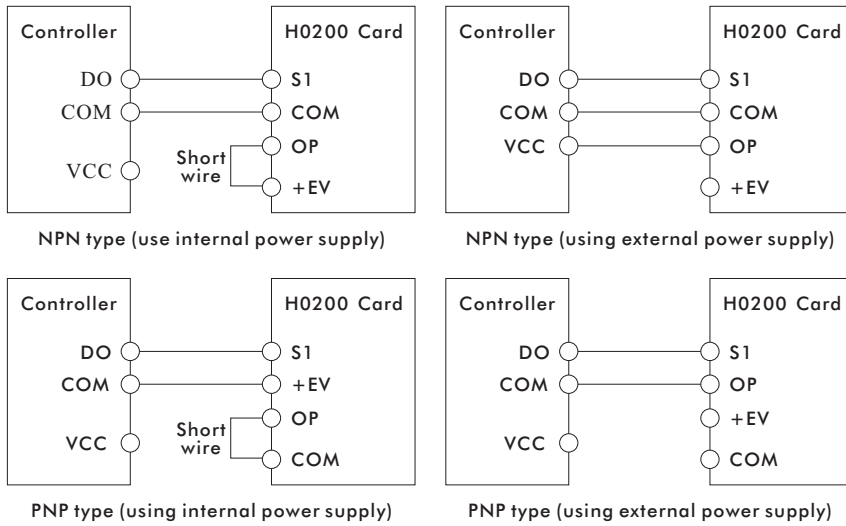 Controller
H0200 Card
DO
S1
COM
COM
OP
VCC
Short
wire
+EV
NPN type (use internal power supply)
Controller
H0200 Card
DO
S1
COM
COM
VCC
OP
+EV
NPN type (using external power supply)
Controller
H0200 Card
DO
S1
COM
+EV
OP
VCC
Short
wire
COM
PNP type (using internal power supply)
Controller
H0200 Card
DO
S1
COM
OP
+EV
VCC
COM
PNP type (using external power supply)